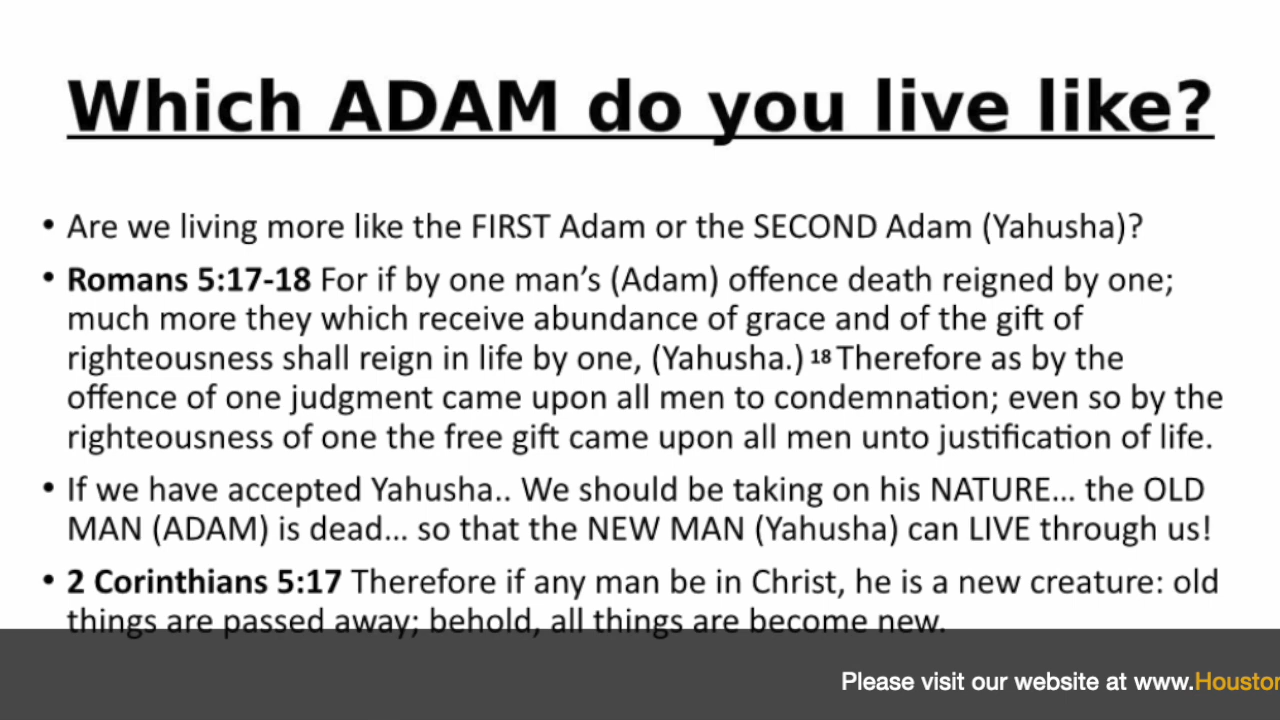 Which ADAM do you live like?
• Are we living more like the FIRST Adam or the SECOND Adam (Yahusha)?
• Romans 5:17-18 For if by one man’s (Adam) offence death reigned by one;
much more they which receive abundance of grace and of the gift of
righteousness shall reign in life by one, (Yahusha.) 18 Therefore as by the
offence of one judgment came upon all men to condemnation; even so by the
righteousness of one the free gift came upon all men unto justification of life.
• If we have accepted Yahusha.. We should be taking on his NATURE... the OLD
MAN (ADAM) is dead... so that the NEW MAN (Yahusha) can LIVE through us!
• 2 Corinthians 5:17 Therefore if any man be in Christ, he is a new creature: old
things are passed away; behold, all things are become new.
Please visit our website at www.